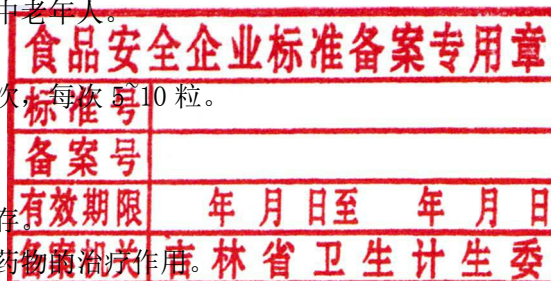 中老年人。
食品安全企业标准备案专用章
次，每次5~10粒。
标准号
备案号
有效期限 年 月 日至 年 月 日
存。
备案机关 吉林省卫生计生委
药物的治疗作用。